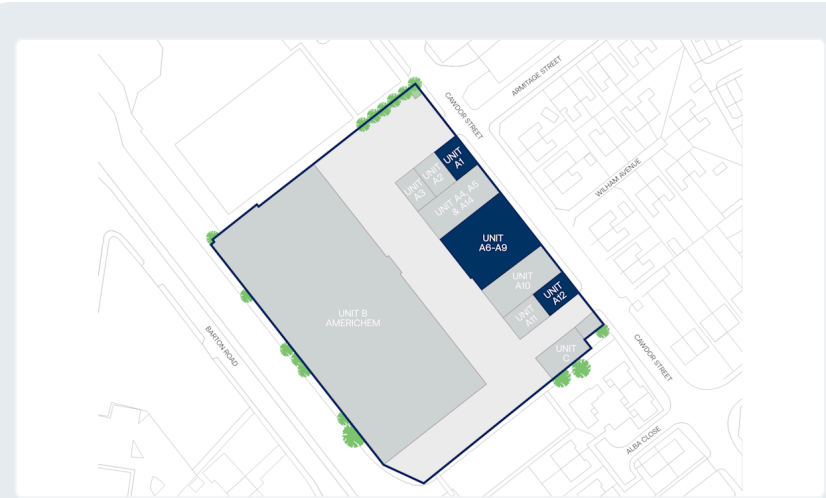 ARMITAGE STREET
CAWDOR STREET
UNIT
A1
UNIT
A2
UNIT
A3
UNIT A4, A5
& A14
WILHAM AVENUE
UNIT
A6-A9
UNIT
A10
UNIT
A12
UNIT
A11
UNIT B
AMERICHEM
BARTON ROAD
UNIT
C
CAWDOR STREET
ALBA CLOSE